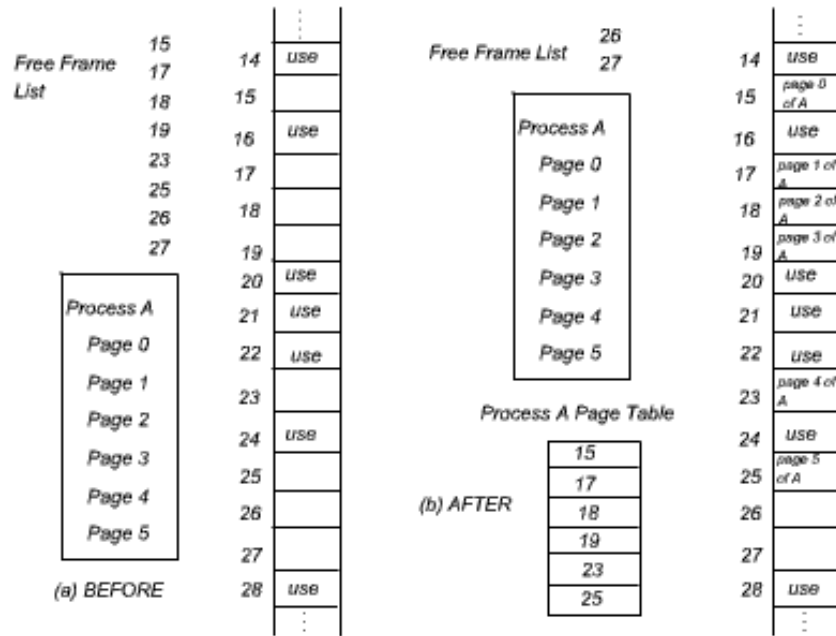 Free Frame List
15
17
18
19
23
25
26
27
Process A
Page 0
Page 1
Page 2
Page 3
Page 4
Page 5
(a) BEFORE
14 use
15
16 use
17
18
19
20 use
21 use
22 use
23
24 use
25
26
27
28 use
Free Frame List
26
27
Process A
Page 0
Page 1
Page 2
Page 3
Page 4
Page 5
Process A Page Table
15
17
18
19
23
25
(b) AFTER
14 use
15 page 0 of A
16 use
17 page 1 of A
18 page 2 of A
19 page 3 of A
20 use
21 use
22 use
23 page 4 of A
24 use
25 page 5 of A
26
27
28 use